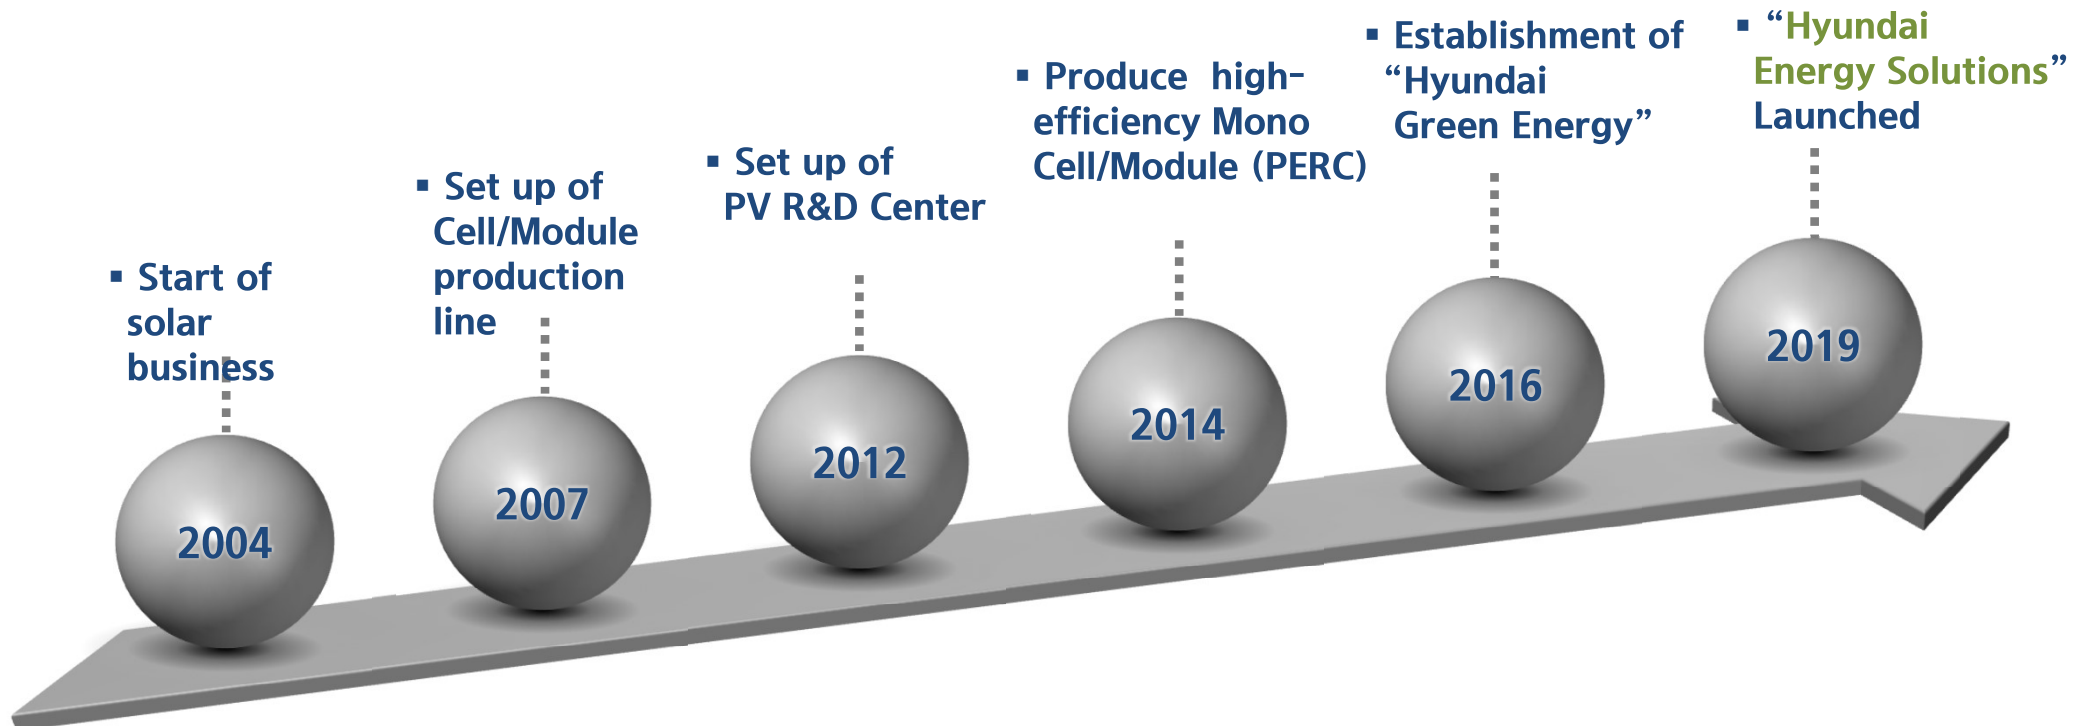 ▪ Start of
solar
business
2004
▪ Set up of
Cell/Module
production
line
2007
▪ Set up of
PV R&D Center
2012
▪ Produce high-
efficiency Mono
Cell/Module (PERC)
2014
▪ Establishment of
“Hyundai
Green Energy”
2016
▪ “Hyundai
Energy Solutions”
Launched
2019